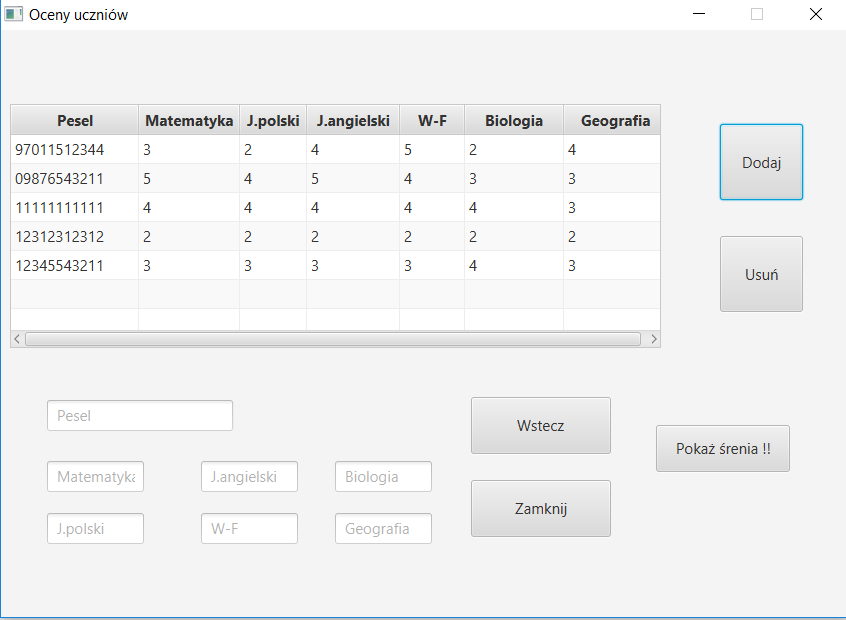 Oceny uczniów
Pesel Matematyka J.polski J.angielski W-F Biologia Geografia
97011512344 3 2 4 5 2 4
09876543211 5 4 5 4 3 3
11111111111 4 4 4 4 4 3
12312312312 2 2 2 2 2 2
12345543211 3 3 3 3 4 3
Dodaj
Usuń
Pesel
Matematyka J.angielski Biologia
J.polski W-F Geografia
Wstecz
Zamknij
Pokaż śrenia !!